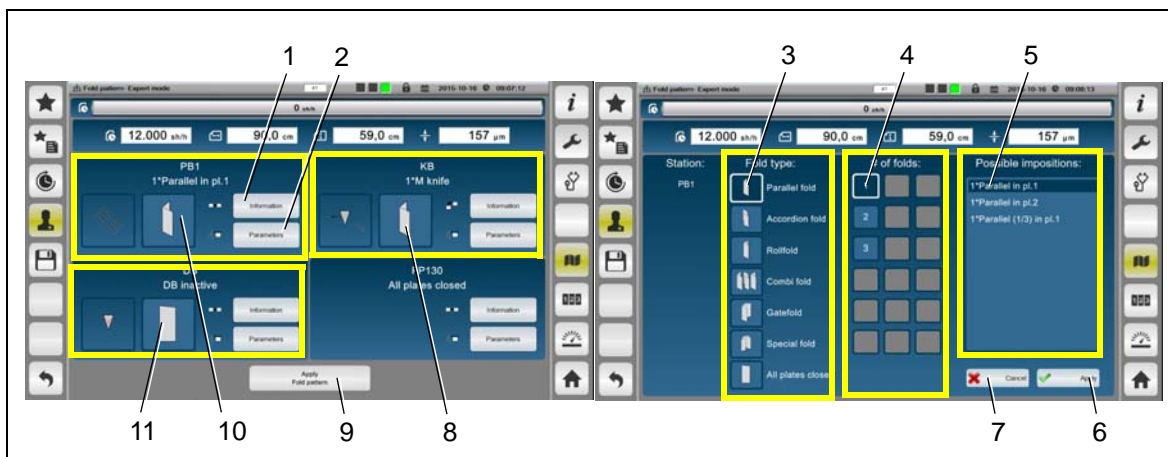 1
2
3
4
5
Fold pattern Expert mode
2015-10-16 09:07:12
0 sh/h
12.000 sh/h
90,0 cm
59,0 cm
157 µm
PB1
1*Parallel in pl.1
Information
Parameters
KB
1*M knife
Information
Parameters
DB inactive
Information
Parameters
All plates closed
Information
Parameters
Apply
Fold pattern
11
10
9
8
Fold pattern Expert mode
2015-10-16 09:08:13
0 sh/h
12.000 sh/h
90,0 cm
59,0 cm
157 µm
Station:
PB1
Fold type:
Parallel fold
Accordion fold
Rollfold
Combi fold
Gatefold
Special fold
All plates close
# of folds:
2
3
Possible impositions:
1*Parallel in pl.1
1*Parallel in pl.2
1*Parallel (1/3) in pl.1
Cancel
Apply
7
6